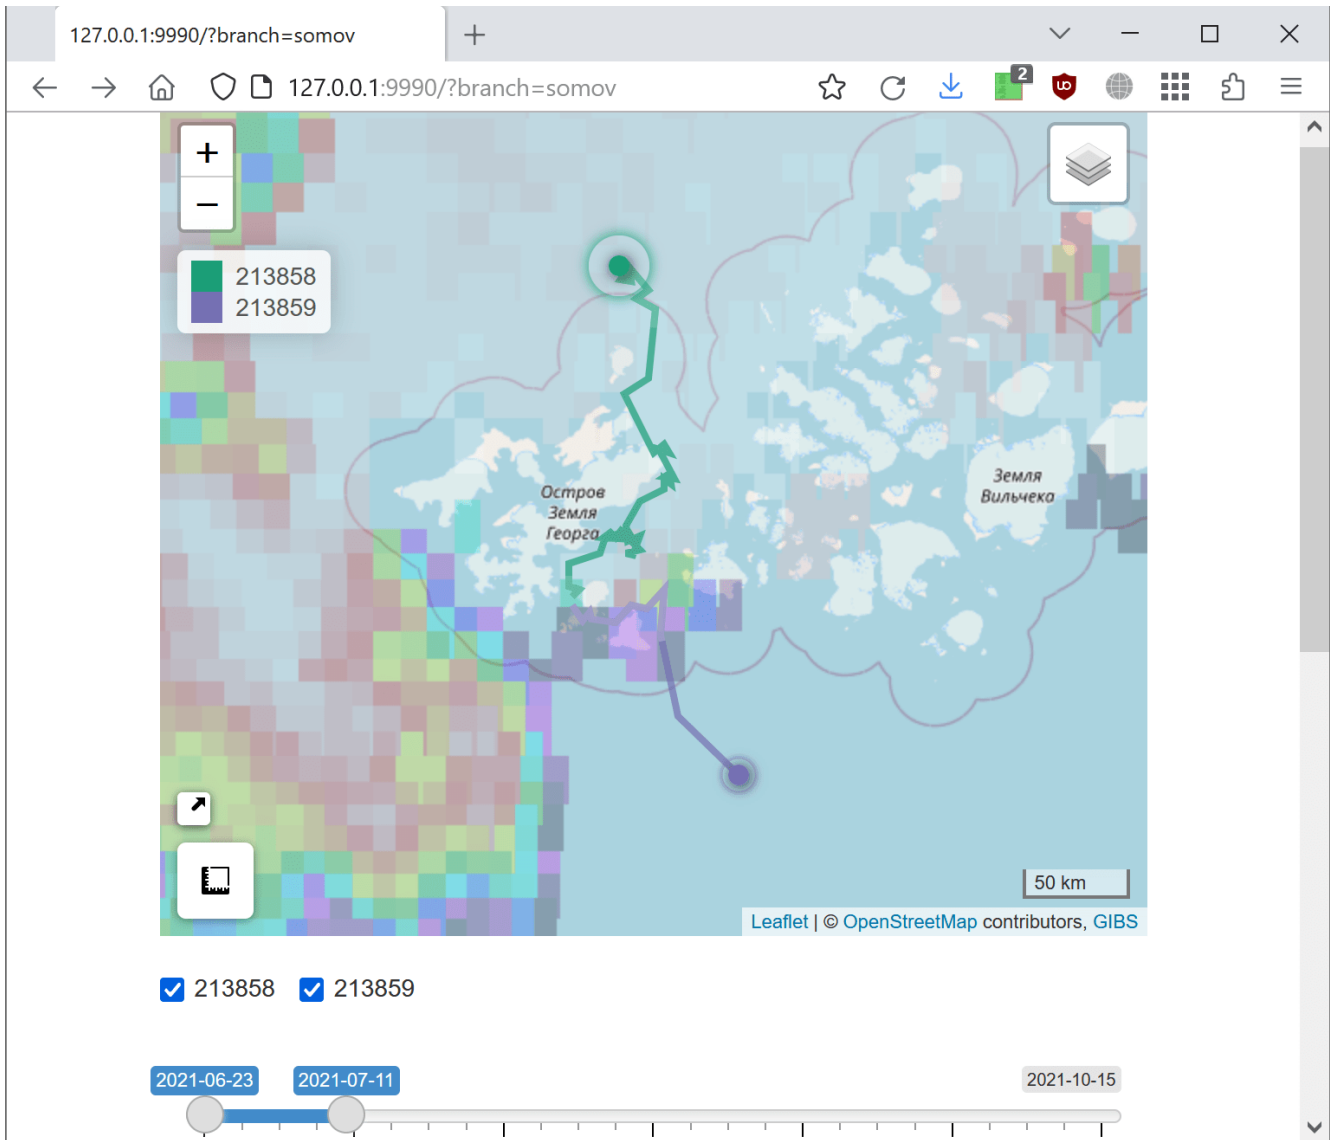 127.0.0.1:9990/?branch=somov
127.0.0.1:9990/?branch=somov
2
+
−
213858
213859
Остров
Земля
Георга
Земля
Вильчека
50 km
Leaflet | © OpenStreetMap contributors, GIBS
213858 213859
2021-06-23 2021-07-11 2021-10-15